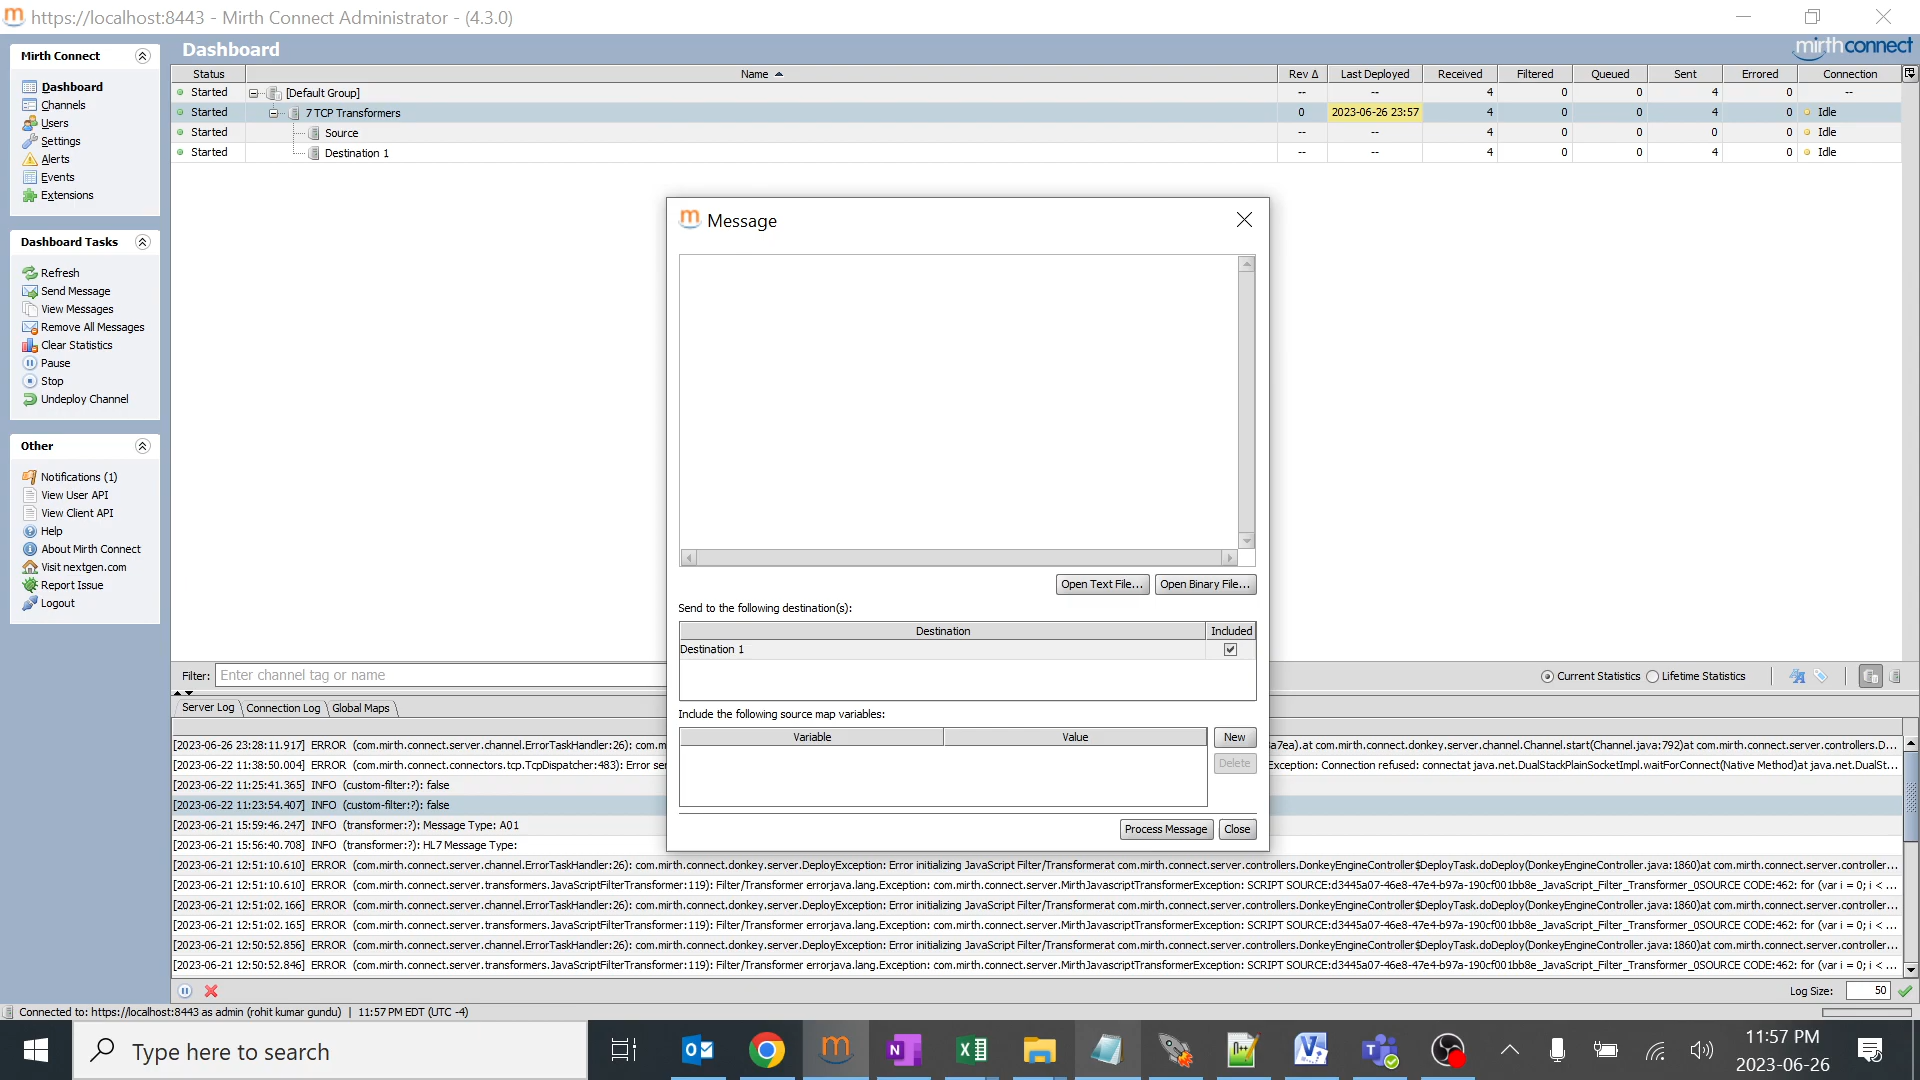 https://localhost:8443 - Mirth Connect Administrator - (4.3.0)
Mirth Connect
Dashboard
Channels
Users
Settings
Alerts
Events
Extensions
Dashboard Tasks
Refresh
Send Message
View Messages
Remove All Messages
Clear Statistics
Pause
Stop
Undeploy Channel
Other
Notifications (1)
View User API
View Client API
Help
About Mirth Connect
Visit nextgen.com
Report Issue
Logout
Dashboard
mirth connect
Status Name Rev Δ Last Deployed Received Filtered Queued Sent Errored Connection
Started [Default Group] -- -- 4 0 0 4 0 --
Started 7 TCP Transformers 0 2023-06-26 23:57 4 0 0 4 0 Idle
Started Source -- -- 4 0 0 0 0 Idle
Started Destination 1 -- -- 4 0 0 4 0 Idle
Message
Open Text File... Open Binary File...
Send to the following destination(s):
Destination Included
Destination 1
Include the following source map variables:
Variable Value New
Delete
Process Message Close
Filter: Enter channel tag or name Current Statistics Lifetime Statistics
Server Log Connection Log Global Maps
[2023-06-26 23:28:11.917] ERROR (com.mirth.connect.server.channel.ErrorTaskHandler:26): com.m a7ea).at com.mirth.connect.donkey.server.channel.Channel.start(Channel.java:792)at com.mirth.connect.server.controllers.D...
[2023-06-22 11:38:50.004] ERROR (com.mirth.connect.connectors.tcp.TcpDispatcher:483): Error ser Exception: Connection refused: connectat java.net.DualStackPlainSocketImpl.waitForConnect(Native Method)at java.net.DualSt...
[2023-06-22 11:25:41.365] INFO (custom-filter:?): false
[2023-06-22 11:23:54.407] INFO (custom-filter:?): false
[2023-06-21 15:59:46.247] INFO (transformer:?): Message Type: A01
[2023-06-21 15:56:40.708] INFO (transformer:?): HL7 Message Type:
[2023-06-21 12:51:10.610] ERROR (com.mirth.connect.server.channel.ErrorTaskHandler:26): com.mirth.connect.donkey.server.DeployException: Error initializing JavaScript Filter/Transformerat com.mirth.connect.server.controllers.DonkeyEngineController$DeployTask.doDeploy(DonkeyEngineController.java:1860)at com.mirth.connect.server.controller...
[2023-06-21 12:51:10.610] ERROR (com.mirth.connect.server.transformers.JavaScriptFilterTransformer:119): Filter/Transformer errorjava.lang.Exception: com.mirth.connect.server.MirthJavascriptTransformerException: SCRIPT SOURCE:d3445a07-46e8-47e4-b97a-190cf001bb8e_JavaScript_Filter_Transformer_0SOURCE CODE:462: for (var i = 0; i < ...
[2023-06-21 12:51:02.166] ERROR (com.mirth.connect.server.channel.ErrorTaskHandler:26): com.mirth.connect.donkey.server.DeployException: Error initializing JavaScript Filter/Transformerat com.mirth.connect.server.controllers.DonkeyEngineController$DeployTask.doDeploy(DonkeyEngineController.java:1860)at com.mirth.connect.server.controller...
[2023-06-21 12:51:02.165] ERROR (com.mirth.connect.server.transformers.JavaScriptFilterTransformer:119): Filter/Transformer errorjava.lang.Exception: com.mirth.connect.server.MirthJavascriptTransformerException: SCRIPT SOURCE:d3445a07-46e8-47e4-b97a-190cf001bb8e_JavaScript_Filter_Transformer_0SOURCE CODE:462: for (var i = 0; i < ...
[2023-06-21 12:50:52.856] ERROR (com.mirth.connect.server.channel.ErrorTaskHandler:26): com.mirth.connect.donkey.server.DeployException: Error initializing JavaScript Filter/Transformerat com.mirth.connect.server.controllers.DonkeyEngineController$DeployTask.doDeploy(DonkeyEngineController.java:1860)at com.mirth.connect.server.controller...
[2023-06-21 12:50:52.846] ERROR (com.mirth.connect.server.transformers.JavaScriptFilterTransformer:119): Filter/Transformer errorjava.lang.Exception: com.mirth.connect.server.MirthJavascriptTransformerException: SCRIPT SOURCE:d3445a07-46e8-47e4-b97a-190cf001bb8e_JavaScript_Filter_Transformer_0SOURCE CODE:462: for (var i = 0; i < ...
Log Size: 50
Connected to: https://localhost:8443 as admin (rohit kumar gundu) | 11:57 PM EDT (UTC -4)
Type here to search
11:57 PM
2023-06-26